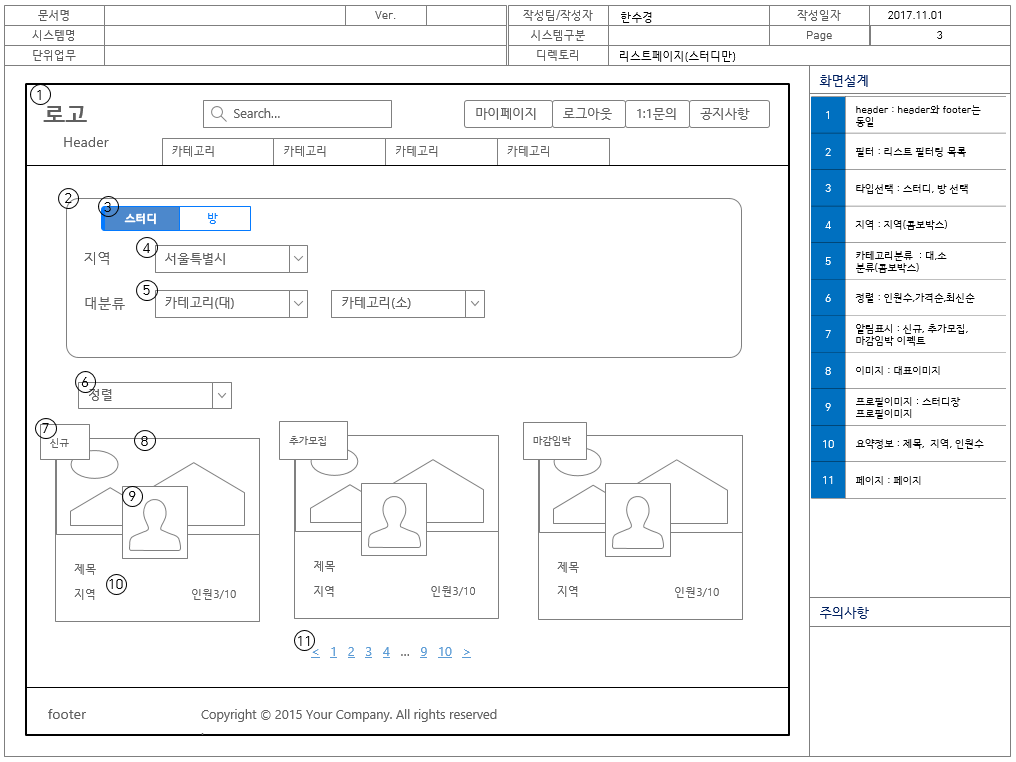 문서명 Ver. 작성팀/작성자 한수경 작성일자 2017.11.01
시스템명 시스템구분 Page 3
단위업무 디렉토리 리스트페이지(스터디만)
1
로고
Header
Search...
마이페이지 로그아웃 1:1문의 공지사항
카테고리 카테고리 카테고리 카테고리
2
3 스터디 방
지역 4 서울특별시
대분류 5 카테고리(대) 카테고리(소)
6 정렬
7 신규 8 추가모집 마감임박
9
제목 제목 제목
지역 10 인원3/10 지역 인원3/10 지역 인원3/10
11 < 1 2 3 4 ... 9 10 >
footer Copyright © 2015 Your Company. All rights reserved
.
화면설계
1 header : header와 footer는
동일
2 필터 : 리스트 필터링 목록
3 타입선택 : 스터디, 방 선택
4 지역 : 지역(콤보박스)
5 카테고리분류 : 대,소
분류(콤보박스)
6 정렬 : 인원수,가격순,최신순
7 알림표시 : 신규, 추가모집,
마감임박 이펙트
8 이미지 : 대표이미지
9 프로필이미지 : 스터디장
프로필이미지
10 요약정보 : 제목, 지역, 인원수
11 페이지 : 페이지
주의사항